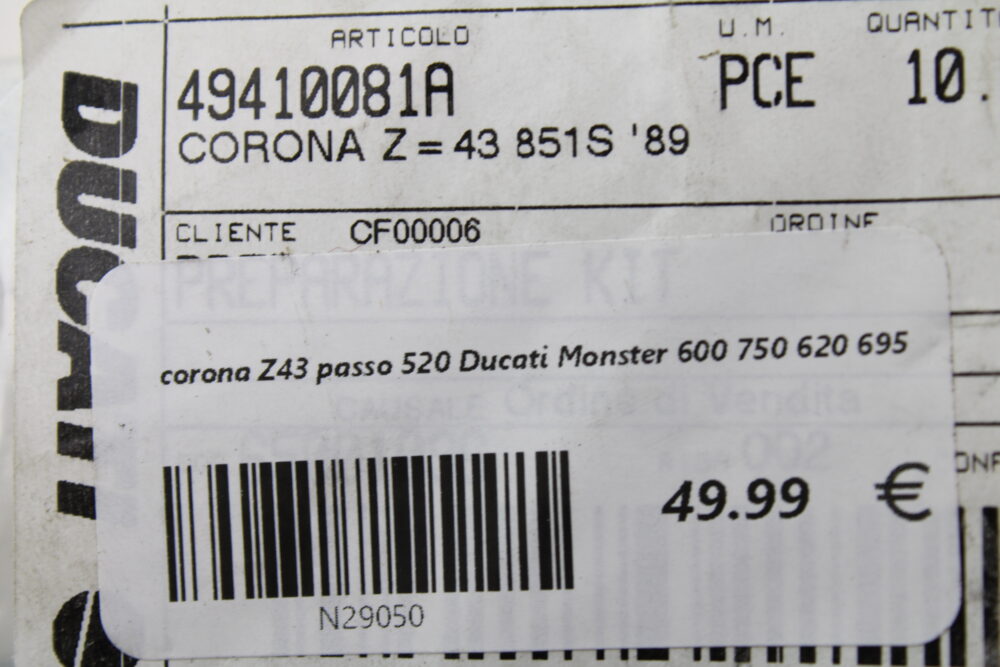 DUCATI
ARTICOLO U.M. QUANTIT
49410081A PCE 10.
CORONA Z = 43 851S '89
CLIENTE CF00006 ORDINE
PREPARAZIONE KIT
corona Z43 passo 520 Ducati Monster 600 750 620 695
CAUSALE Ordine di Vendita
002
49.99 €
N29050